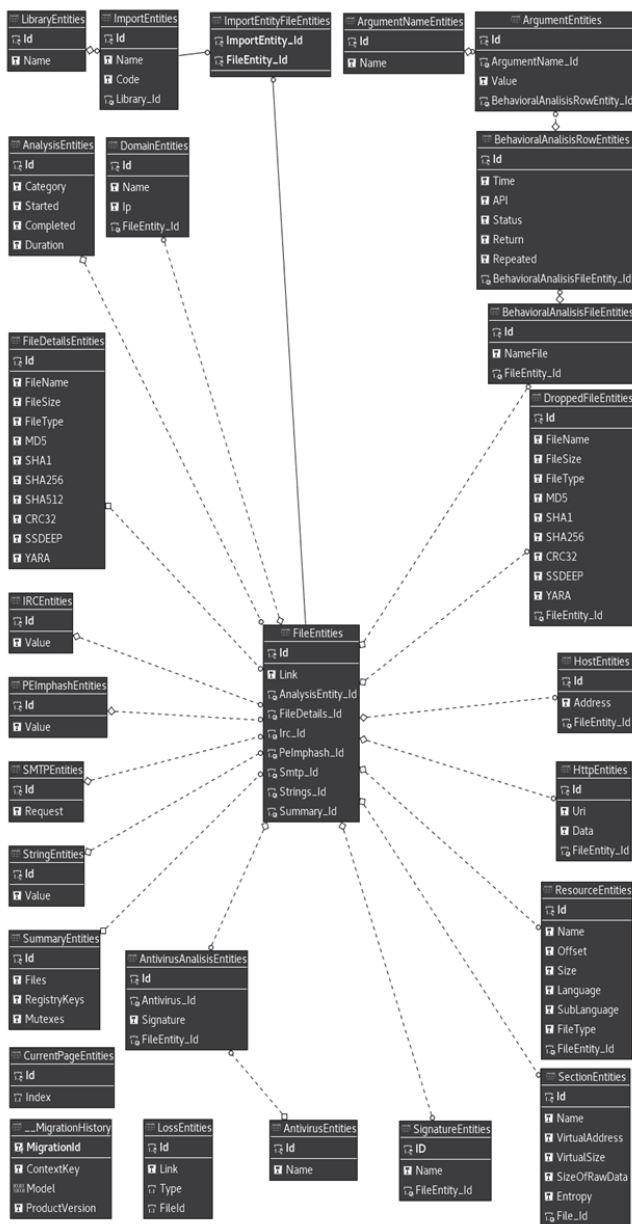 LibraryEntities
Id
Name
ImportEntities
Id
Name
Code
Library_Id
ImportEntityFileEntities
ImportEntity_Id
FileEntity_Id
ArgumentNameEntities
Id
Name
ArgumentEntities
Id
ArgumentName_Id
Value
BehavioralAnalisisRowEntity_Id
AnalysisEntities
Id
Category
Started
Completed
Duration
DomainEntities
Id
Name
Ip
FileEntity_Id
BehavioralAnalisisRowEntities
Id
Time
API
Status
Return
Repeated
BehavioralAnalisisFileEntity_Id
BehavioralAnalisisFileEntities
Id
NameFile
FileEntity_Id
FileDetailsEntities
Id
FileName
FileSize
FileType
MD5
SHA1
SHA256
SHA512
CRC32
SSDEEP
YARA
DroppedFileEntities
Id
FileName
FileSize
FileType
MD5
SHA1
SHA256
CRC32
SSDEEP
YARA
FileEntity_Id
IRCEntities
Id
Value
FileEntities
Id
Link
AnalysisEntity_Id
FileDetails_Id
Irc_Id
PeImphash_Id
Smtp_Id
Strings_Id
Summary_Id
HostEntities
Id
Address
FileEntity_Id
PEImphashEntities
Id
Value
HttpEntities
Id
Uri
Data
FileEntity_Id
SMTPEntities
Id
Request
StringEntities
Id
Value
ResourceEntities
Id
Name
Offset
Size
Language
SubLanguage
FileType
FileEntity_Id
SummaryEntities
Id
Files
RegistryKeys
Mutexes
AntivirusAnalisisEntities
Id
Antivirus_Id
Signature
FileEntity_Id
CurrentPageEntities
Id
Index
SectionEntities
Id
Name
VirtualAddress
VirtualSize
SizeOfRawData
Entropy
File_Id
__MigrationHistory
MigrationId
ContextKey
Model
ProductVersion
LossEntities
Id
Link
Type
FileId
AntivirusEntities
Id
Name
SignatureEntities
ID
Name
FileEntity_Id